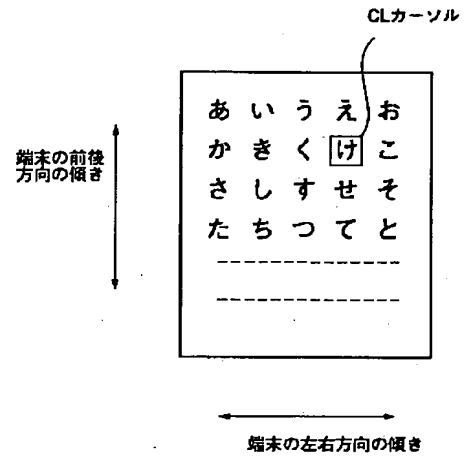 CLカーソル
あ い う え お
か き く け こ
さ し す せ そ
た ち つ て と
端末の前後
方向の傾き
端末の左右方向の傾き